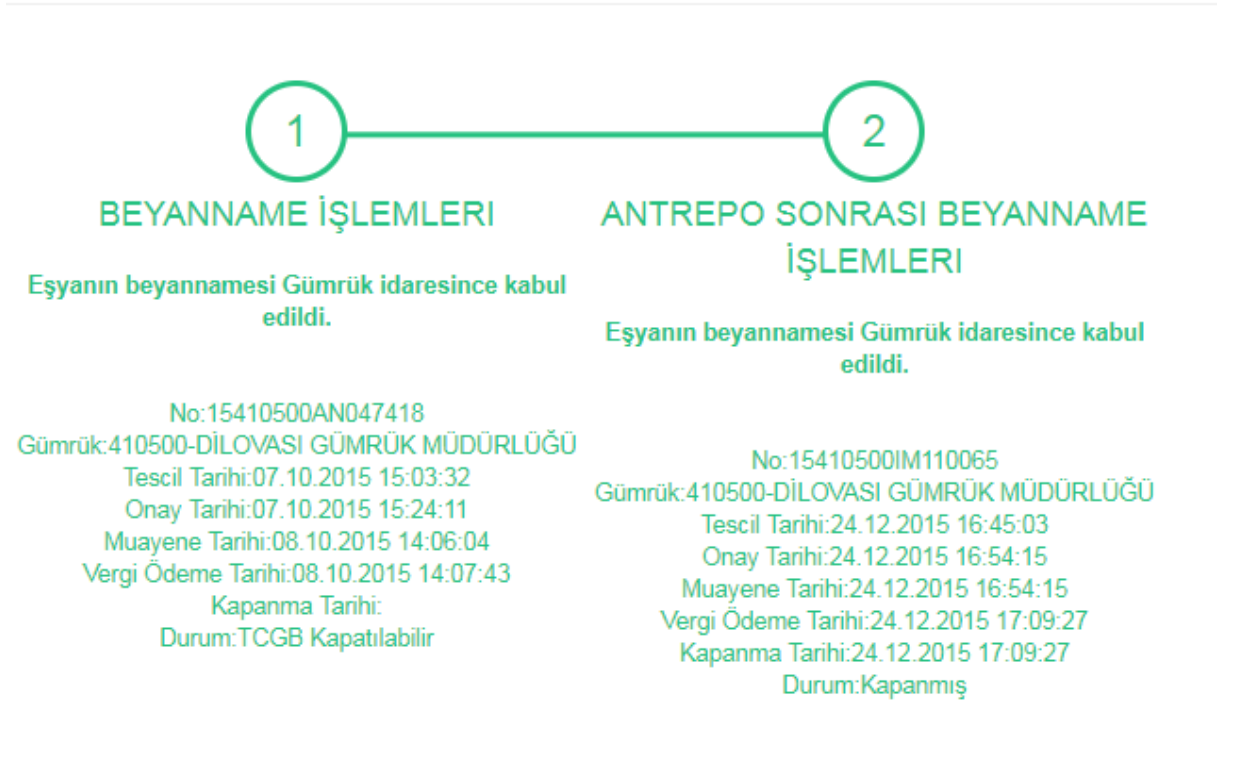 1
BEYANNAME İŞLEMLERI
Eşyanın beyannamesi Gümrük idaresince kabul
edildi.
No:15410500AN047418
Gümrük:410500-DİLOVASI GÜMRÜK MÜDÜRLÜĞÜ
Tescil Tarihi:07.10.2015 15:03:32
Onay Tarihi:07.10.2015 15:24:11
Muayene Tarihi:08.10.2015 14:06:04
Vergi Ödeme Tarihi:08.10.2015 14:07:43
Kapanma Tarihi:
Durum:TCGB Kapatılabilir
2
ANTREPO SONRASI BEYANNAME
İŞLEMLERI
Eşyanın beyannamesi Gümrük idaresince kabul
edildi.
No:15410500IM110065
Gümrük:410500-DİLOVASI GÜMRÜK MÜDÜRLÜĞÜ
Tescil Tarihi:24.12.2015 16:45:03
Onay Tarihi:24.12.2015 16:54:15
Muayene Tarihi:24.12.2015 16:54:15
Vergi Ödeme Tarihi:24.12.2015 17:09:27
Kapanma Tarihi:24.12.2015 17:09:27
Durum:Kapanmış